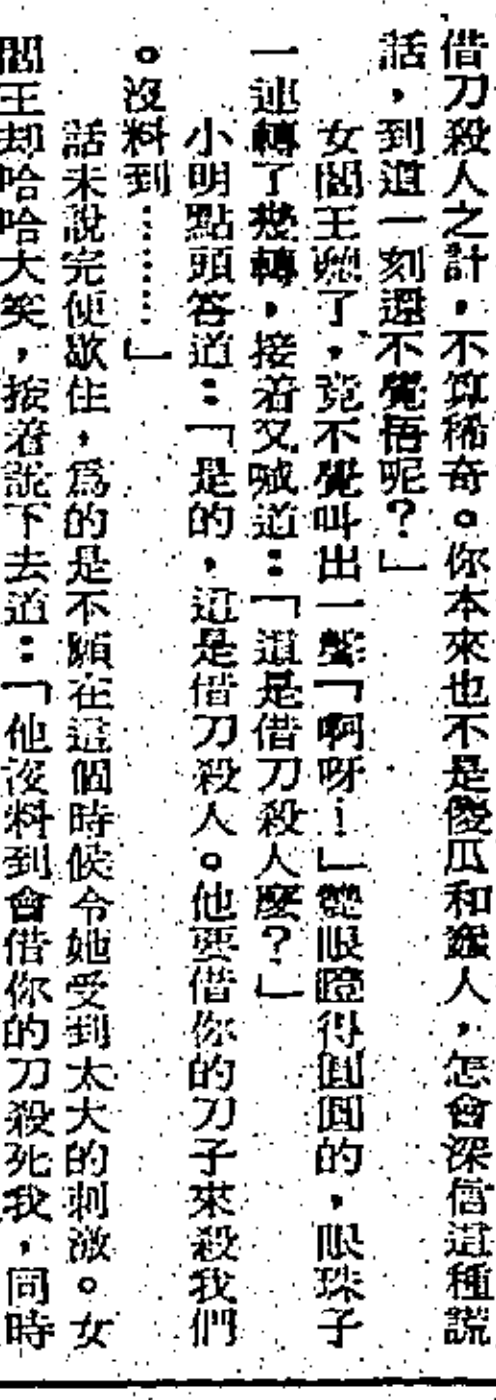 借刀殺人之計，不算稀奇。你本來也不是傻瓜和蠢人，怎會深信這種謊
話，到這一刻還不覺悟呢？」
女閻王聽了，竟不覺叫出一聲「啊呀！」雙眼瞪得圓圓的，眼珠子
一連轉了幾轉，接着又喊道：「這是借刀殺人麼？」
小明點頭答道：「是的，這是借刀殺人。他要借你的刀子來殺我們
。沒料到⋯⋯⋯」
話未說完便歇住，爲的是不願在這個時候令她受到太大的刺激。女
閻王却哈哈大笑，接着說下去道：「他沒料到會借你的刀殺死我，同時